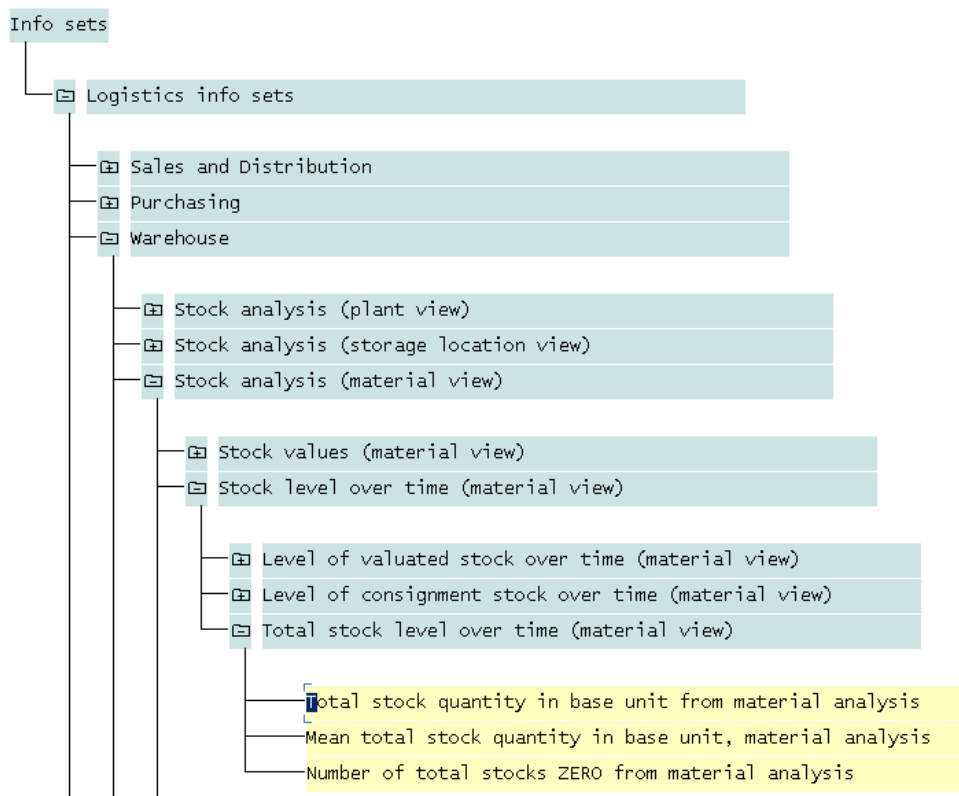 Info sets
Logistics info sets
Sales and Distribution
Purchasing
Warehouse
Stock analysis (plant view)
Stock analysis (storage location view)
Stock analysis (material view)
Stock values (material view)
Stock level over time (material view)
Level of valuated stock over time (material view)
Level of consignment stock over time (material view)
Total stock level over time (material view)
Total stock quantity in base unit from material analysis
Mean total stock quantity in base unit, material analysis
Number of total stocks ZERO from material analysis